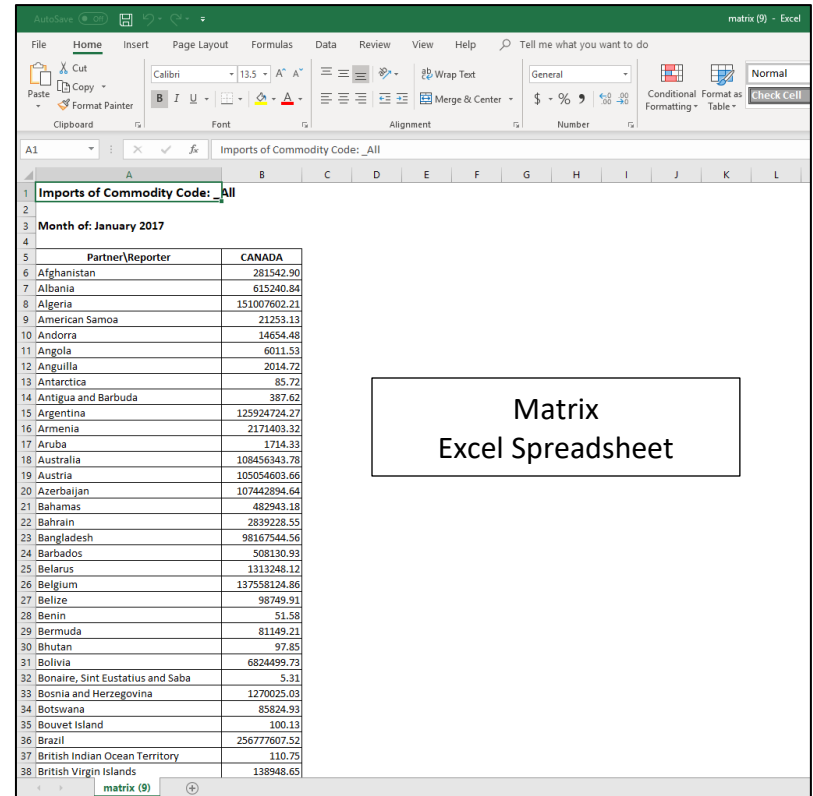 AutoSave Off matrix (9) - Excel
File Home Insert Page Layout Formulas Data Review View Help Tell me what you want to do
Cut
Copy
Format Painter
Paste
Calibri 13.5 A A
B I U A
ab Wrap Text
Merge & Center
General
$ % 9 .00 .0 .00
Conditional Formatting
Format as Table
Normal
Check Cell
Clipboard Font Alignment Number
A1 fx Imports of Commodity Code: _All
A B C D E F G H I J K L
1 Imports of Commodity Code: _All
2
3 Month of: January 2017
4
5 Partner\Reporter CANADA
6 Afghanistan 281542.90
7 Albania 615240.84
8 Algeria 151007602.21
9 American Samoa 21253.13
10 Andorra 14654.48
11 Angola 6011.53
12 Anguilla 2014.72
13 Antarctica 85.72
14 Antigua and Barbuda 387.62
15 Argentina 125924724.27
16 Armenia 2171403.32
17 Aruba 1714.33
18 Australia 108456343.78
19 Austria 105054603.66
20 Azerbaijan 107442894.64
21 Bahamas 482943.18
22 Bahrain 2839228.55
23 Bangladesh 98167544.56
24 Barbados 508130.93
25 Belarus 1313248.12
26 Belgium 137558124.86
27 Belize 98749.91
28 Benin 51.58
29 Bermuda 81149.21
30 Bhutan 97.85
31 Bolivia 6824499.73
32 Bonaire, Sint Eustatius and Saba 5.31
33 Bosnia and Herzegovina 1270025.03
34 Botswana 85824.93
35 Bouvet Island 100.13
36 Brazil 256777607.52
37 British Indian Ocean Territory 110.75
38 British Virgin Islands 138948.65
matrix (9)
Matrix
Excel Spreadsheet